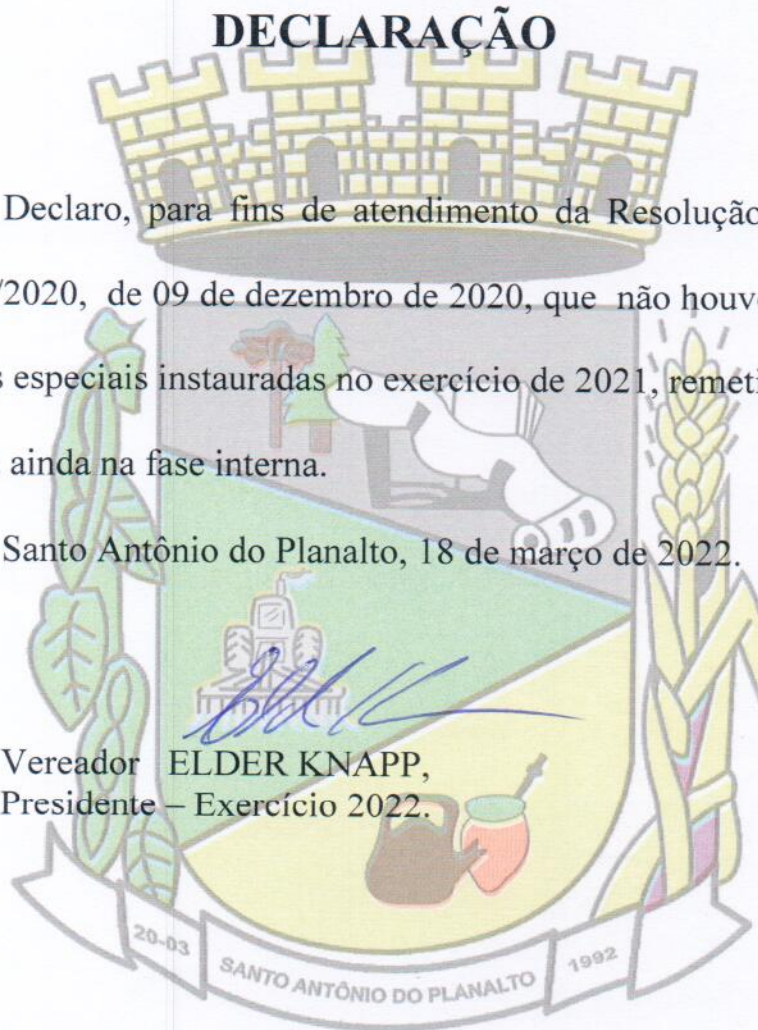 DECLARAÇÃO
Declaro, para fins de atendimento da Resolução
/2020, de 09 de dezembro de 2020, que não houve
s especiais instauradas no exercício de 2021, remeti
ainda na fase interna.
Santo Antônio do Planalto, 18 de março de 2022.
Vereador ELDER KNAPP,
Presidente – Exercício 2022.
20-03 SANTO ANTÔNIO DO PLANALTO 1992